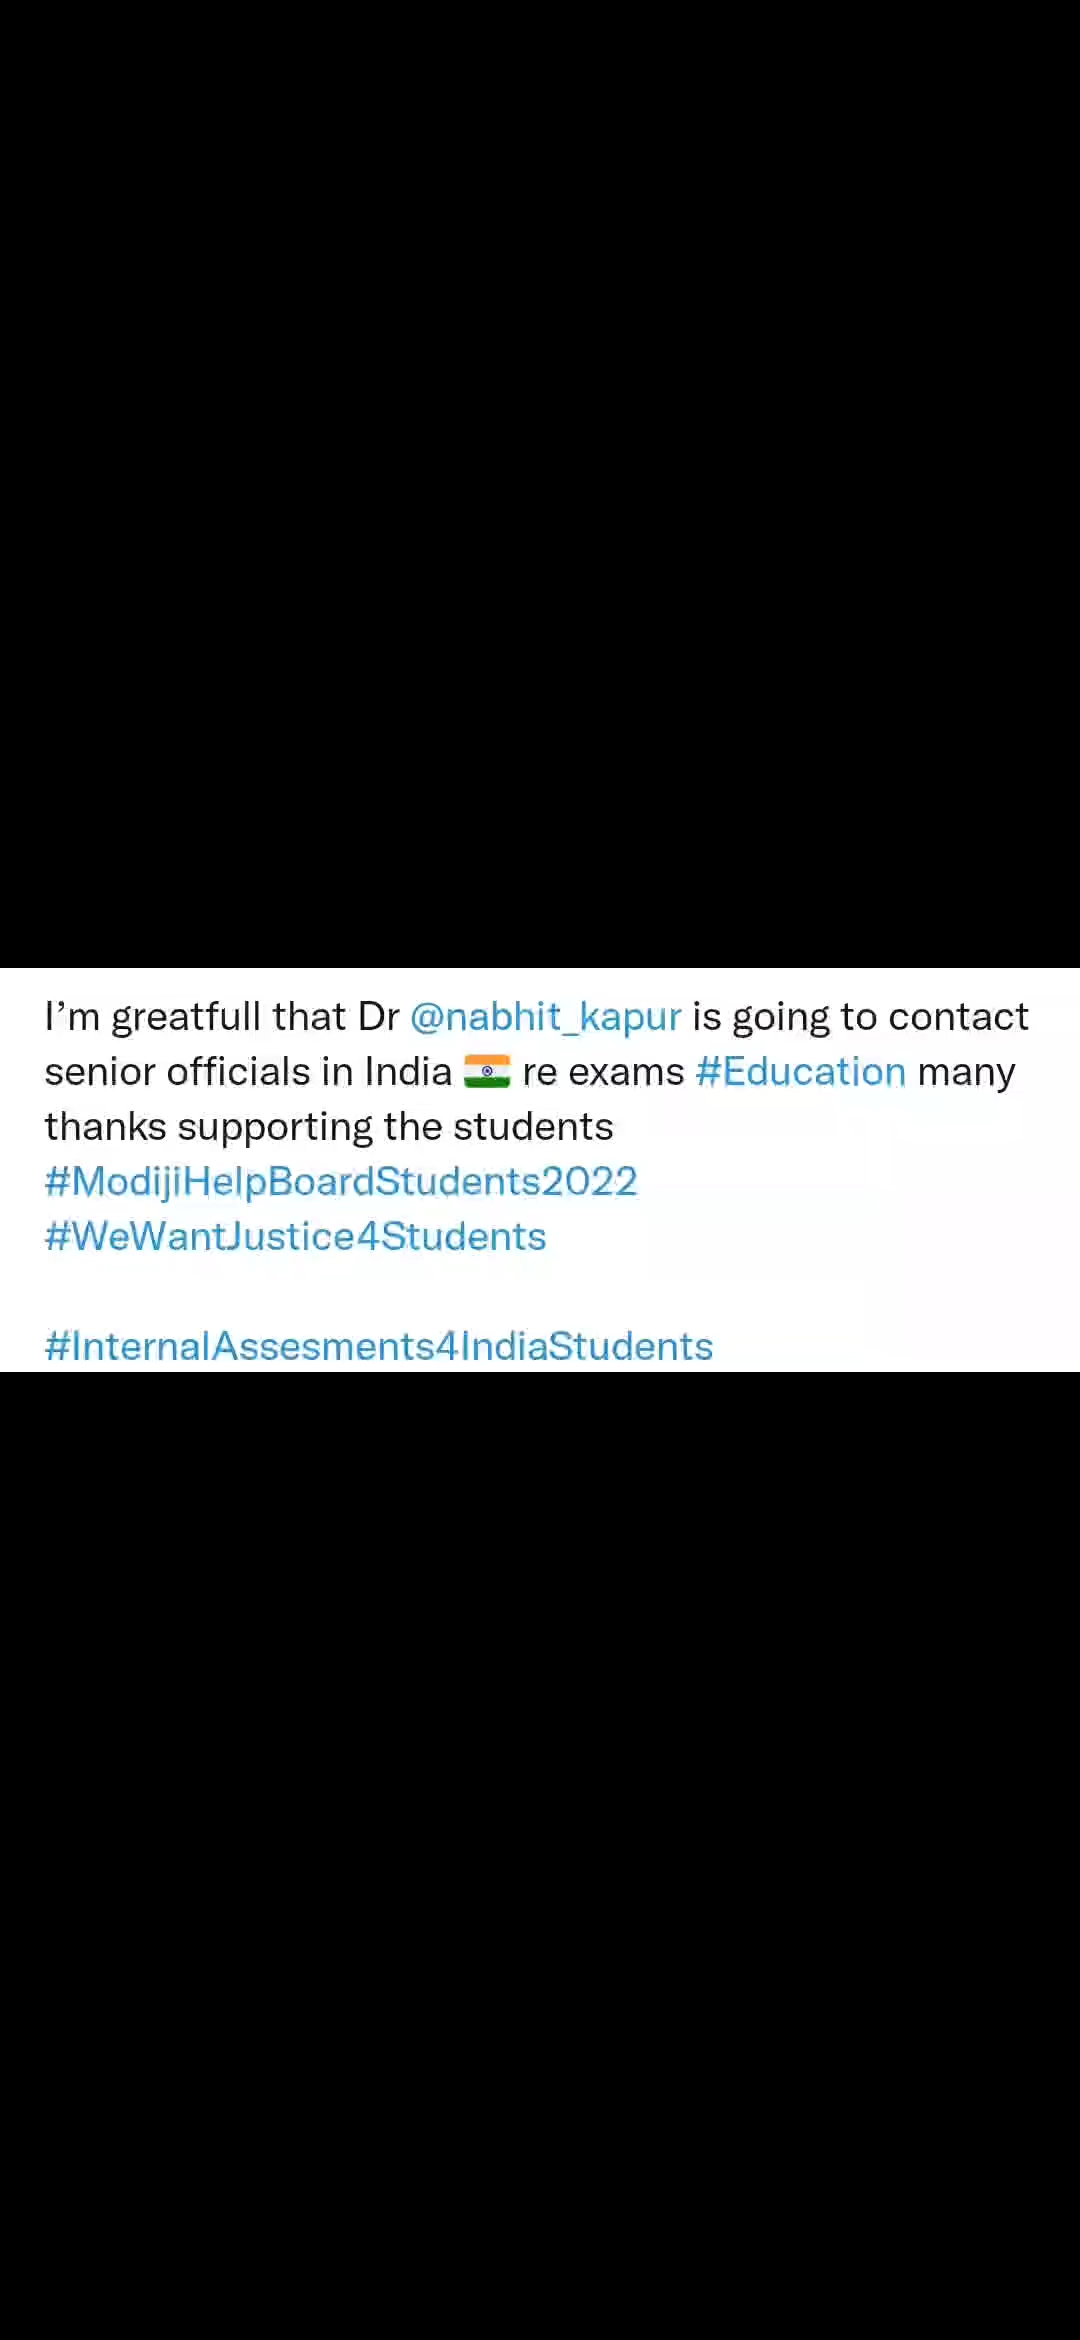 I’m greatfull that Dr @nabhit_kapur is going to contact
senior officials in India 🇮🇳 re exams #Education many
thanks supporting the students
#ModijiHelpBoardStudents2022
#WeWantJustice4Students
#InternalAssesments4IndiaStudents